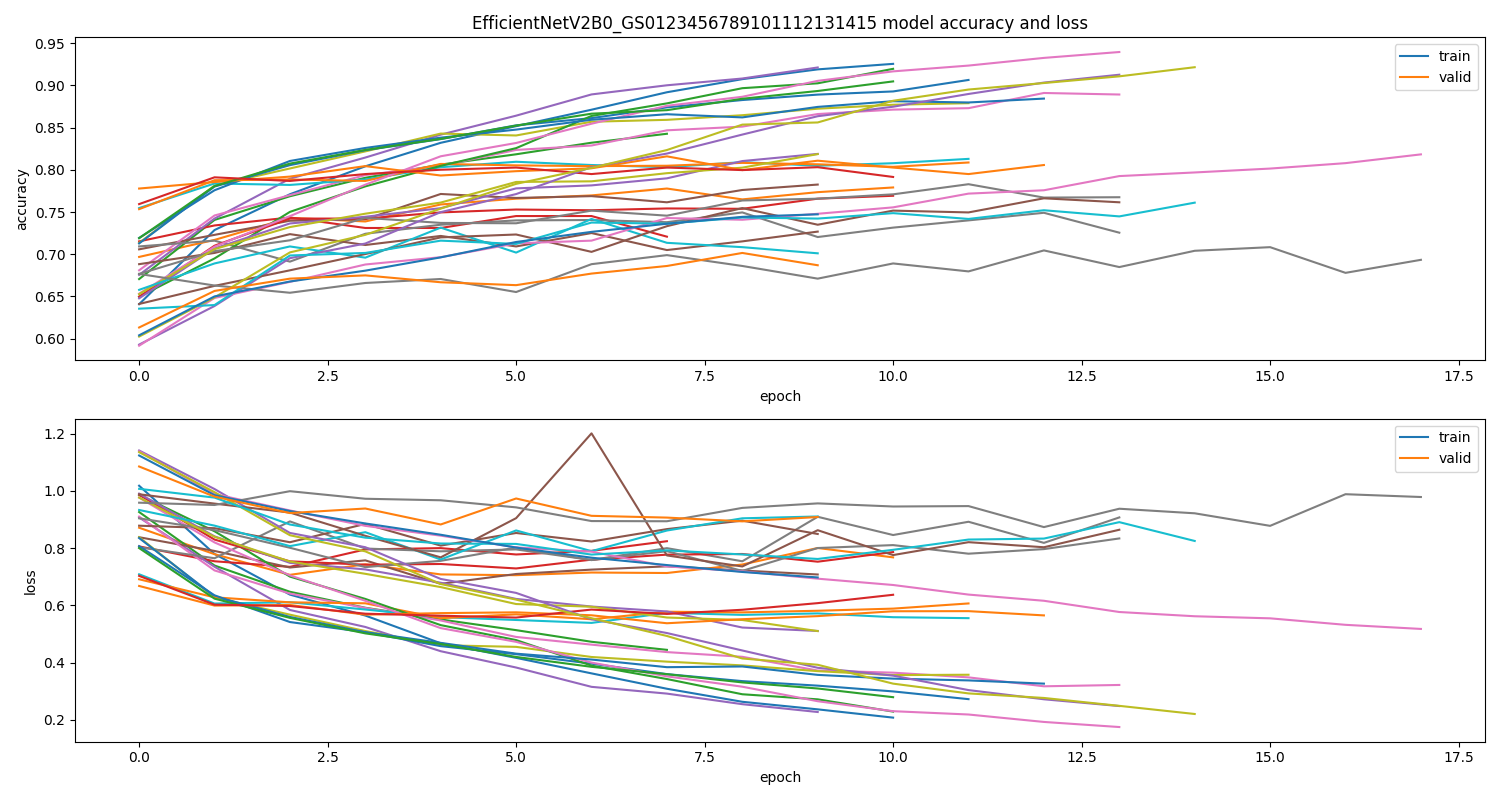 EfficientNetV2B0_GS0123456789101112131415 model accuracy and loss
accuracy
0.95
0.90
0.85
0.80
0.75
0.70
0.65
0.60
train
valid
0.0 2.5 5.0 7.5 10.0 12.5 15.0 17.5
epoch
loss
1.2
1.0
0.8
0.6
0.4
0.2
train
valid
0.0 2.5 5.0 7.5 10.0 12.5 15.0 17.5
epoch